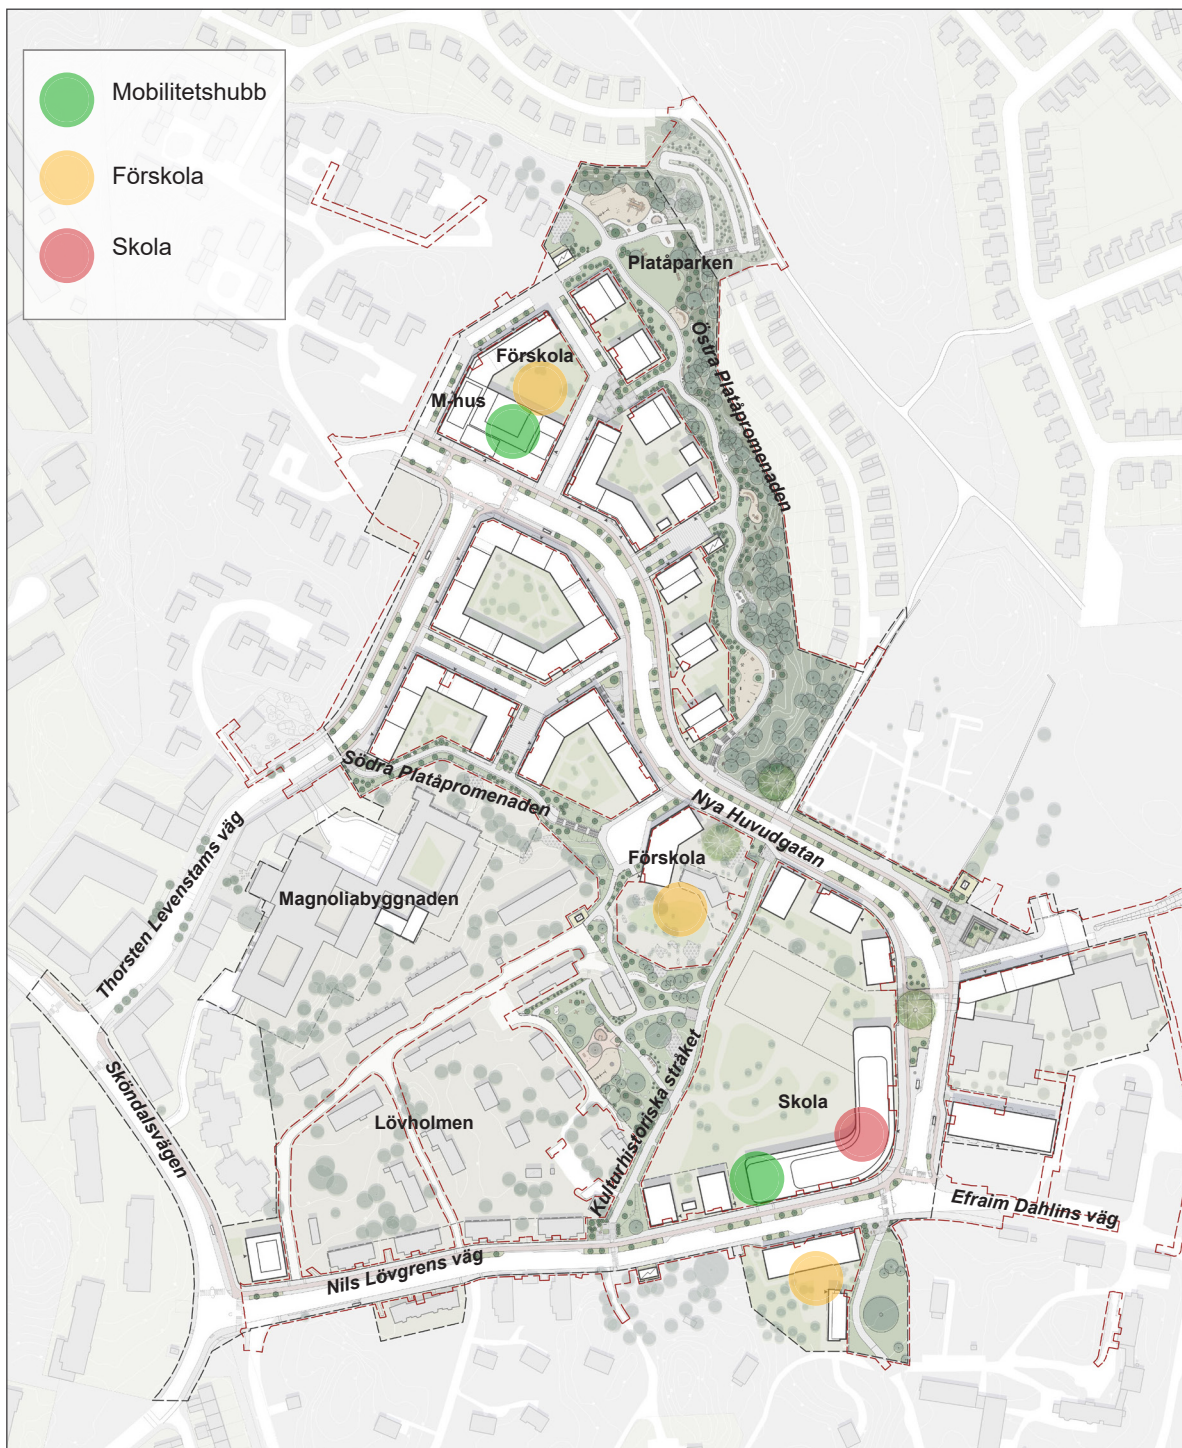 Mobilitetshubb
Förskola
Skola
Platåparken
Östra Platåpromenaden
Förskola
M-hus
Södra Platåpromenaden
Nya Huvudgatan
Förskola
Thorsten Levenstams väg
Magnoliabyggnaden
Sköndalsvägen
Lövholmen
Kulturhistoriska stråket
Skola
Efraim Dahlins väg
Nils Lövgrens väg